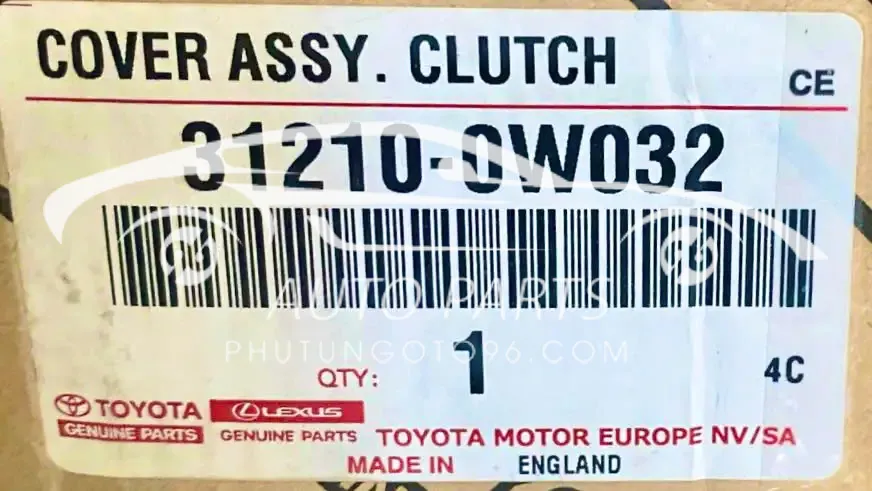 COVER ASSY. CLUTCH
CE
31210-0W032
AUTO PARTS
PHUTUNGOTO96.COM
QTY: 1 4C
TOYOTA LEXUS
GENUINE PARTS GENUINE PARTS TOYOTA MOTOR EUROPE NV/SA
MADE IN ENGLAND